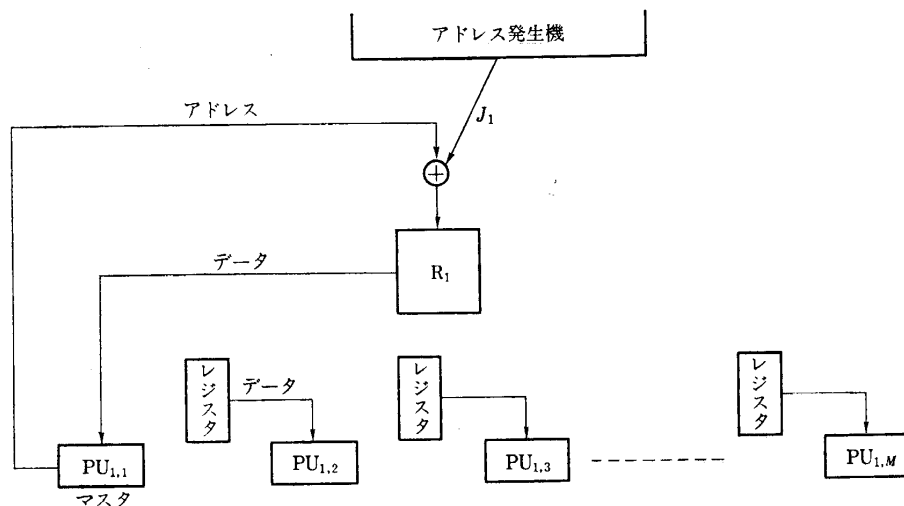 アドレス発生機
アドレス
J₁
+
データ
R₁
レジスタ
データ
レジスタ
レジスタ
PU₁,₁
マスタ
PU₁,₂
PU₁,₃
PU₁,M